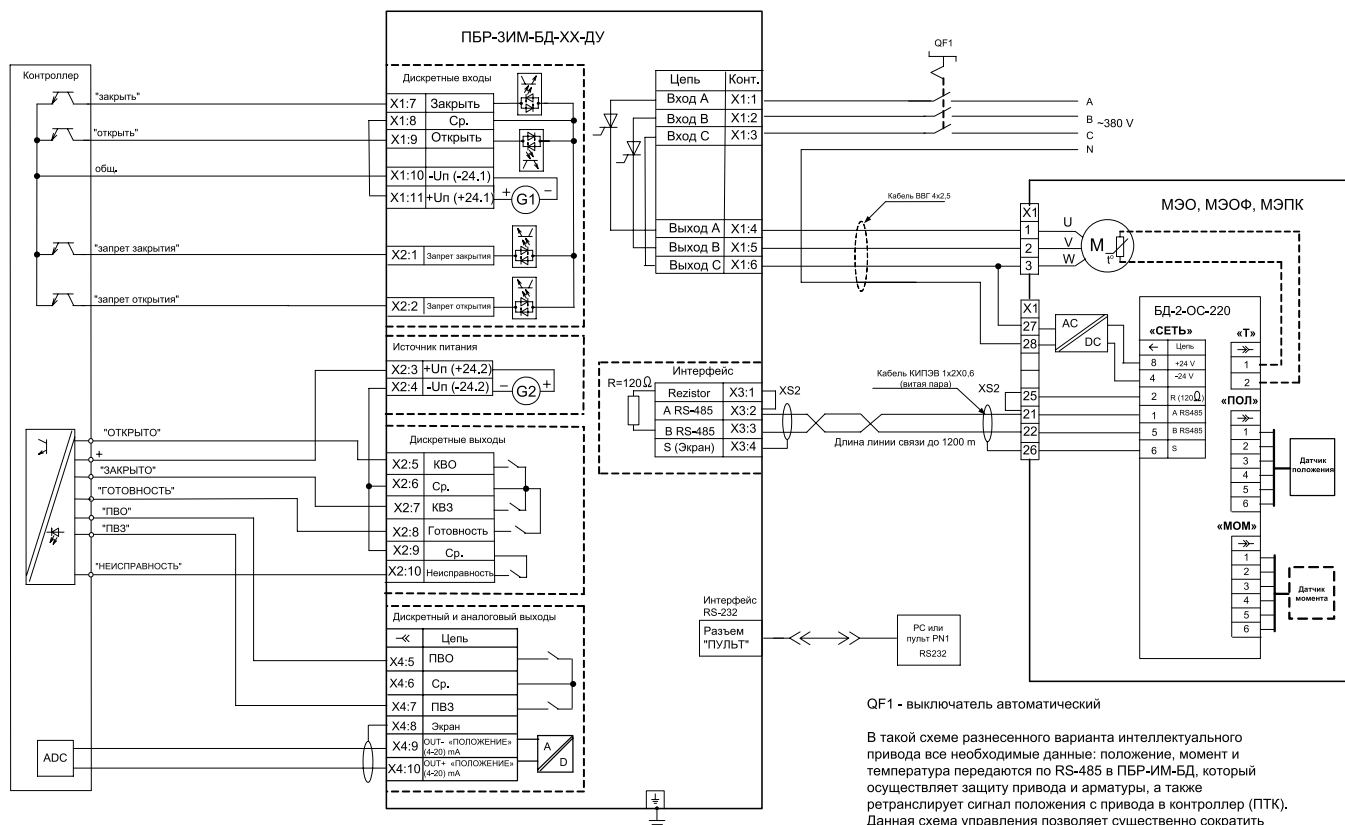 ПБР-3ИМ-БД-ХХ-ДУ
Контроллер
"закрыть"
"открыть"
общ.
"запрет закрытия"
"запрет открытия"
Дискретные входы
X1:7 Закрыть
X1:8 Ср.
X1:9 Открыть
X1:10 -Uп (-24.1)
X1:11 +Uп (+24.1)
+ G1 −
X2:1 Запрет закрытия
X2:2 Запрет открытия
Источник питания
X2:3 +Uп (+24.2)
X2:4 -Uп (-24.2)
− G2 +
"ОТКРЫТО"
+
"ЗАКРЫТО"
"ГОТОВНОСТЬ"
"ПВО"
"ПВЗ"
"НЕИСПРАВНОСТЬ"
Дискретные выходы
X2:5 КВО
X2:6 Ср.
X2:7 КВЗ
X2:8 Готовность
X2:9 Ср.
X2:10 Неисправность
Дискретный и аналоговый выходы
Цепь
X4:5 ПВО
X4:6 Ср.
X4:7 ПВЗ
X4:8 Экран
X4:9 OUT- «ПОЛОЖЕНИЕ» (4-20) mA
X4:10 OUT+ «ПОЛОЖЕНИЕ» (4-20) mA
A
D
ADC
Цепь Конт.
Вход A X1:1
Вход B X1:2
Вход C X1:3
Выход A X1:4
Выход B X1:5
Выход C X1:6
QF1
A
B
C
N
~380 V
Кабель ВВГ 4х2,5
Интерфейс
R=120 Ω
Rezistor X3:1
A RS-485 X3:2
B RS-485 X3:3
S (Экран) X3:4
XS2
Кабель КИПЭВ 1х2Х0,6
(витая пара)
Длина линии связи до 1200 m
XS2
Интерфейс
RS-232
Разъем
"ПУЛЬТ"
PC или
пульт PN1
RS232
МЭО, МЭОФ, МЭПК
X1
1
2
3
U
V
W
M
t°
X1
27
28
25
21
22
26
AC
DC
БД-2-ОС-220
«СЕТЬ»
Цепь
8 +24 V
4 -24 V
2 R (120Ω)
1 A RS485
5 B RS485
6 S
«Т»
1
2
«ПОЛ»
1
2
3
4
5
6
Датчик
положения
«МОМ»
1
2
3
4
5
6
Датчик
момента
QF1 - выключатель автоматический
В такой схеме разнесенного варианта интеллектуального
привода все необходимые данные: положение, момент и
температура передаются по RS-485 в ПБР-ИМ-БД, который
осуществляет защиту привода и арматуры, а также
ретранслирует сигнал положения с привода в контроллер (ПТК).
Данная схема управления позволяет существенно сократить